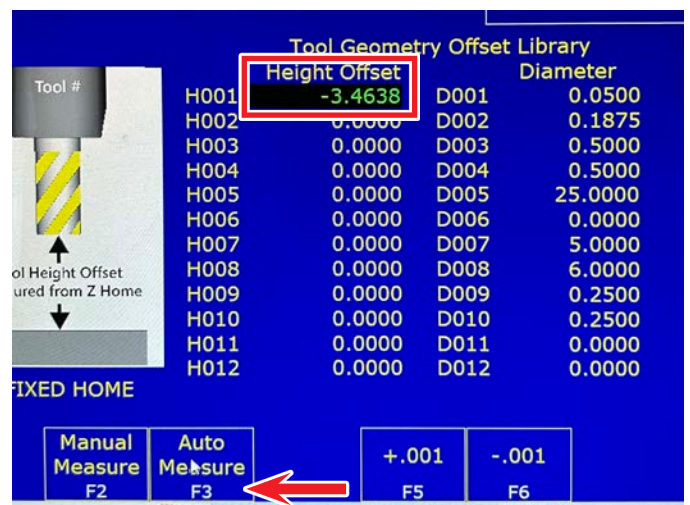 Tool Geometry Offset Library
Height Offset Diameter
Tool #
H001 -3.4638 D001 0.0500
H002 0.0000 D002 0.1875
H003 0.0000 D003 0.5000
H004 0.0000 D004 0.5000
H005 0.0000 D005 25.0000
H006 0.0000 D006 0.0000
H007 0.0000 D007 5.0000
H008 0.0000 D008 6.0000
H009 0.0000 D009 0.2500
H010 0.0000 D010 0.2500
H011 0.0000 D011 0.0000
H012 0.0000 D012 0.0000
ol Height Offset
ured from Z Home
FIXED HOME
Manual Measure F2
Auto Measure F3
+.001 F5
-.001 F6